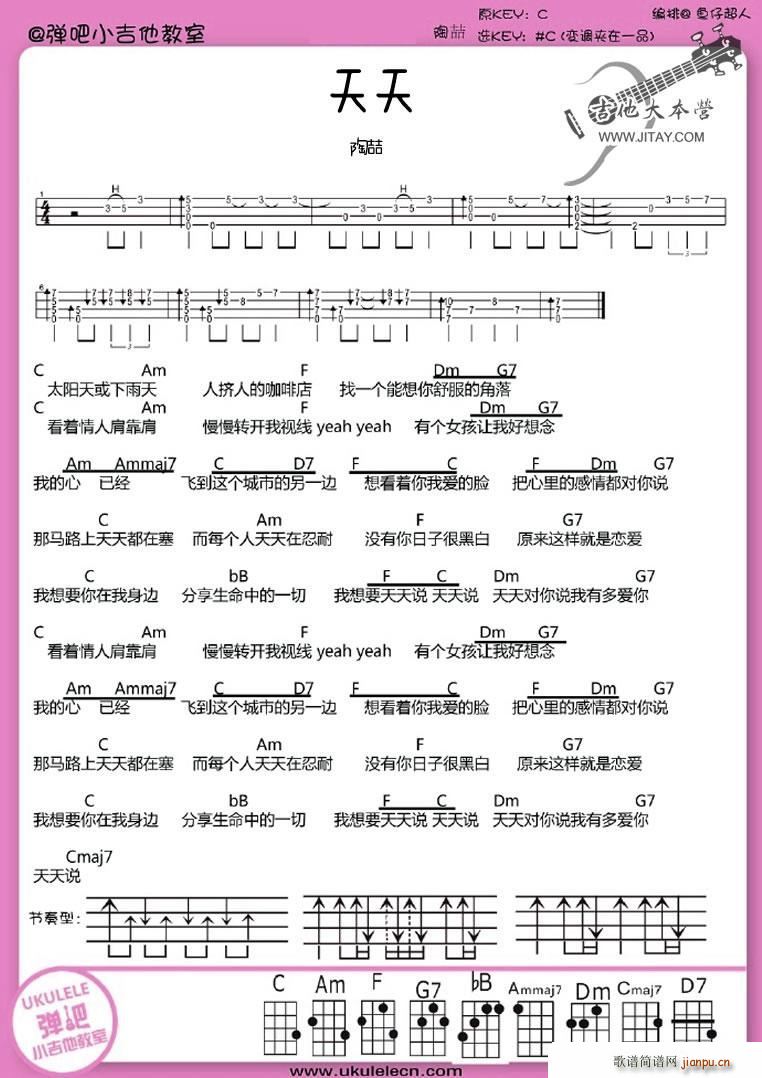 @弹吧小吉他教室
原KEY: C
编排@ 鱼仔超人
陶喆 选KEY: #C (变调夹在一品)
天天
陶喆
吉他大本营
WWW.JITAY.COM
C Am F Dm G7
太阳天或下雨天 人挤人的咖啡店 找一个能想你舒服的角落
C Am F Dm G7
看着情人肩靠肩 慢慢转开我视线 yeah yeah 有个女孩让我好想念
Am Ammaj7 C D7 F C F Dm G7
我的心 已经 飞到这个城市的另一边 想看着你我爱的脸 把心里的感情都对你说
C Am F G7
那马路上天天都在塞 而每个人天天在忍耐 没有你日子很黑白 原来这样就是恋爱
C bB F C Dm G7
我想要你在我身边 分享生命中的一切 我想要天天说 天天说 天天对你说我有多爱你
C Am F Dm G7
看着情人肩靠肩 慢慢转开我视线 yeah yeah 有个女孩让我好想念
Am Ammaj7 C D7 F C F Dm G7
我的心 已经 飞到这个城市的另一边 想看着你我爱的脸 把心里的感情都对你说
C Am F G7
那马路上天天都在塞 而每个人天天在忍耐 没有你日子很黑白 原来这样就是恋爱
C bB F C Dm G7
我想要你在我身边 分享生命中的一切 我想要天天说 天天说 天天对你说我有多爱你
Cmaj7
天天说
节奏型:
C Am F G7 bB Ammaj7 Dm Cmaj7 D7
UKULELE
弹吧
小吉他教室
www.ukulelecn.com
歌谱简谱网
jianpu.cn